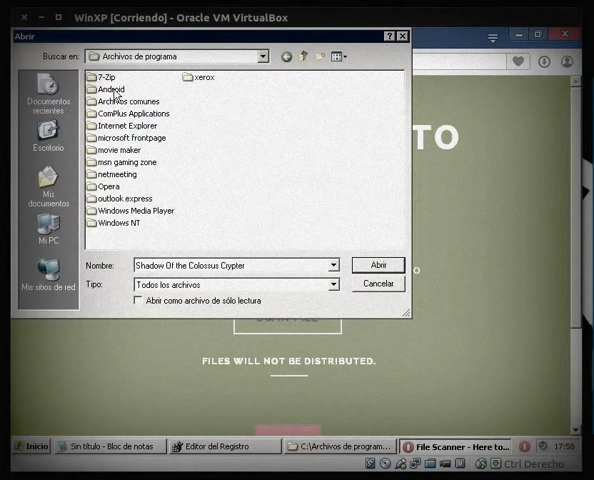 WinXP [Corriendo] - Oracle VM VirtualBox
Abrir
Buscar en: Archivos de programa
7-Zip
xerox
Android
Archivos comunes
ComPlus Applications
Internet Explorer
microsoft frontpage
movie maker
msn gaming zone
netmeeting
Opera
outlook express
Windows Media Player
Windows NT
Documentos recientes
Escritorio
Mis documentos
Mi PC
Mis sitios de red
Nombre: Shadow Of the Colossus Crypter
Abrir
Tipo: Todos los archivos
Cancelar
Abrir como archivo de sólo lectura
TO
O
FILES WILL NOT BE DISTRIBUTED.
Inicio
Sin título - Bloc de notas
Editor del Registro
C:\Archivos de program...
File Scanner - Here to...
17:58
Ctrl Derecho